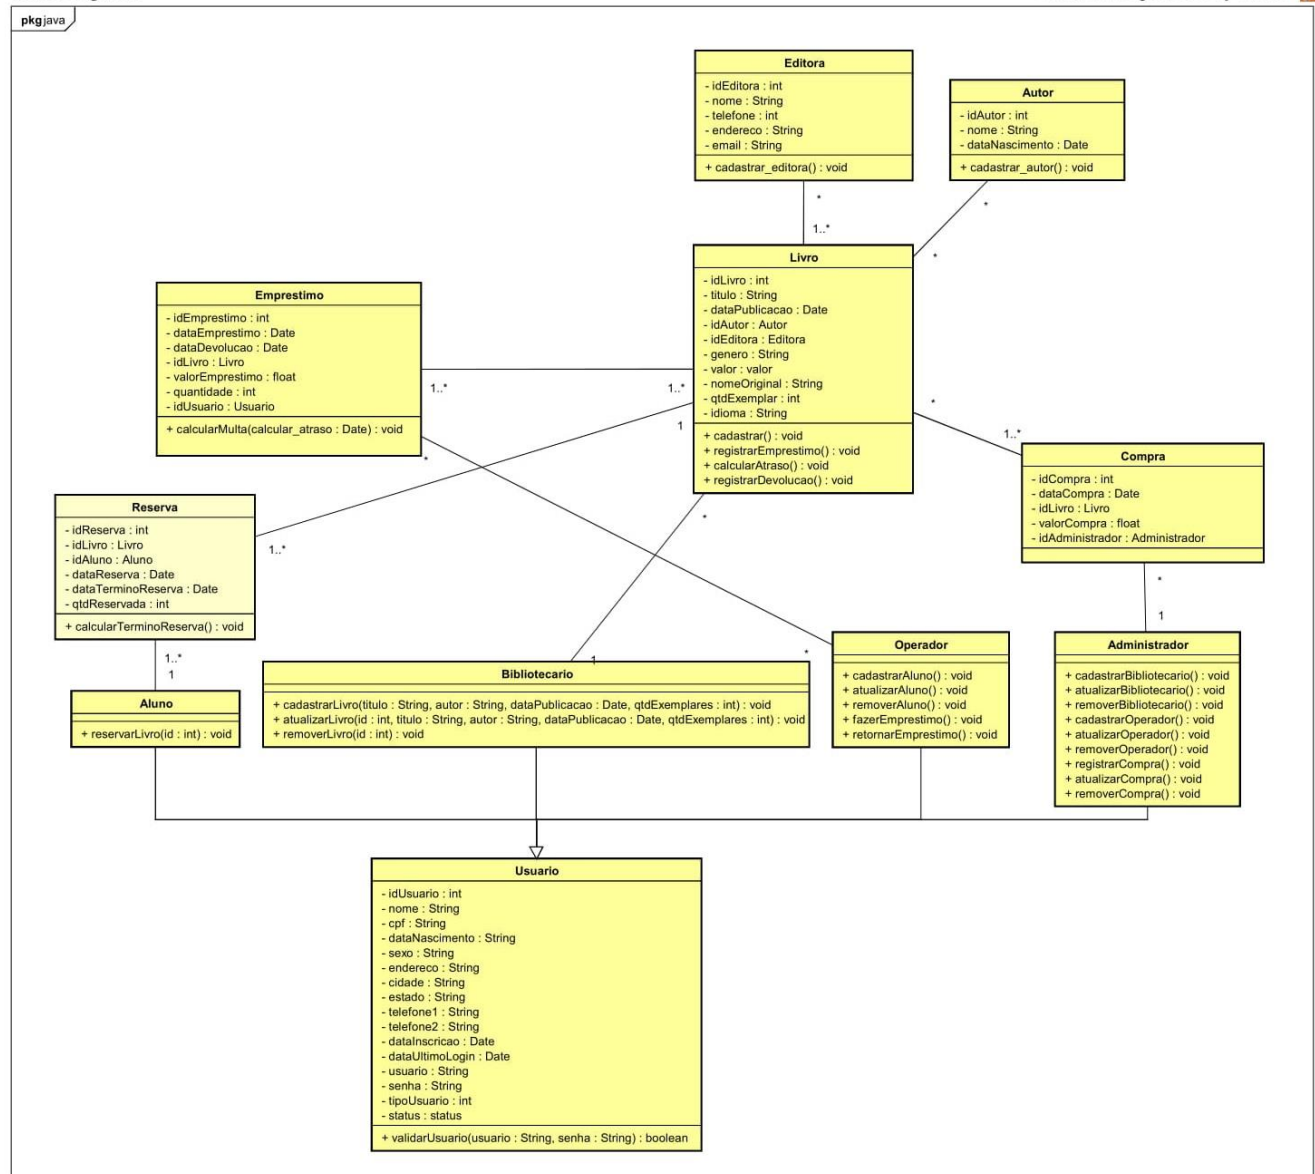 pkg java
Editora
- idEditora : int
- nome : String
- telefone : int
- endereco : String
- email : String
+ cadastrar_editora() : void
Autor
- idAutor : int
- nome : String
- dataNascimento : Date
+ cadastrar_autor() : void
*
1..*
*
*
Livro
- idLivro : int
- titulo : String
- dataPublicacao : Date
- idAutor : Autor
- idEditora : Editora
- genero : String
- valor : valor
- nomeOriginal : String
- qtdExemplar : int
- idioma : String
+ cadastrar() : void
+ registrarEmprestimo() : void
+ calcularAtraso() : void
+ registrarDevolucao() : void
Emprestimo
- idEmprestimo : int
- dataEmprestimo : Date
- dataDevolucao : Date
- idLivro : Livro
- valorEmprestimo : float
- quantidade : int
- idUsuario : Usuario
+ calcularMulta(calcular_atraso : Date) : void
1..*
1..*
*
1
*
1..*
Compra
- idCompra : int
- dataCompra : Date
- idLivro : Livro
- valorCompra : float
- idAdministrador : Administrador
Reserva
- idReserva : int
- idLivro : Livro
- idAluno : Aluno
- dataReserva : Date
- dataTerminoReserva : Date
- qtdReservada : int
+ calcularTerminoReserva() : void
1..*
*
*
1
1..*
1
Aluno
+ reservarLivro(id : int) : void
1
Bibliotecario
+ cadastrarLivro(titulo : String, autor : String, dataPublicacao : Date, qtdExemplares : int) : void
+ atualizarLivro(id : int, titulo : String, autor : String, dataPublicacao : Date, qtdExemplares : int) : void
+ removerLivro(id : int) : void
*
Operador
+ cadastrarAluno() : void
+ atualizarAluno() : void
+ removerAluno() : void
+ fazerEmprestimo() : void
+ retornarEmprestimo() : void
Administrador
+ cadastrarBibliotecario() : void
+ atualizarBibliotecario() : void
+ removerBibliotecario() : void
+ cadastrarOperador() : void
+ atualizarOperador() : void
+ removerOperador() : void
+ registrarCompra() : void
+ atualizarCompra() : void
+ removerCompra() : void
Usuario
- idUsuario : int
- nome : String
- cpf : String
- dataNascimento : String
- sexo : String
- endereco : String
- cidade : String
- estado : String
- telefone1 : String
- telefone2 : String
- dataInscricao : Date
- dataUltimoLogin : Date
- usuario : String
- senha : String
- tipoUsuario : int
- status : status
+ validarUsuario(usuario : String, senha : String) : boolean